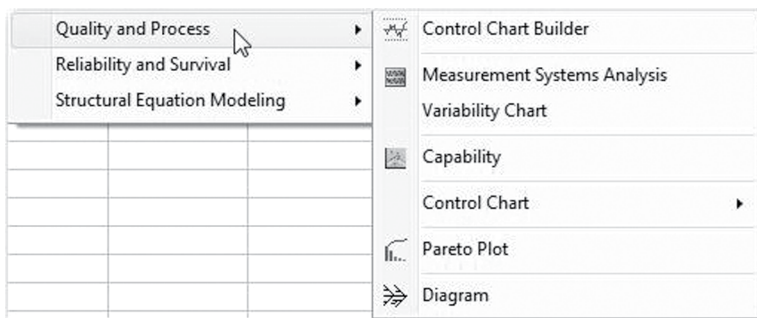 Quality and Process
Reliability and Survival
Structural Equation Modeling
Control Chart Builder
Measurement Systems Analysis
Variability Chart
Capability
Control Chart
Pareto Plot
Diagram